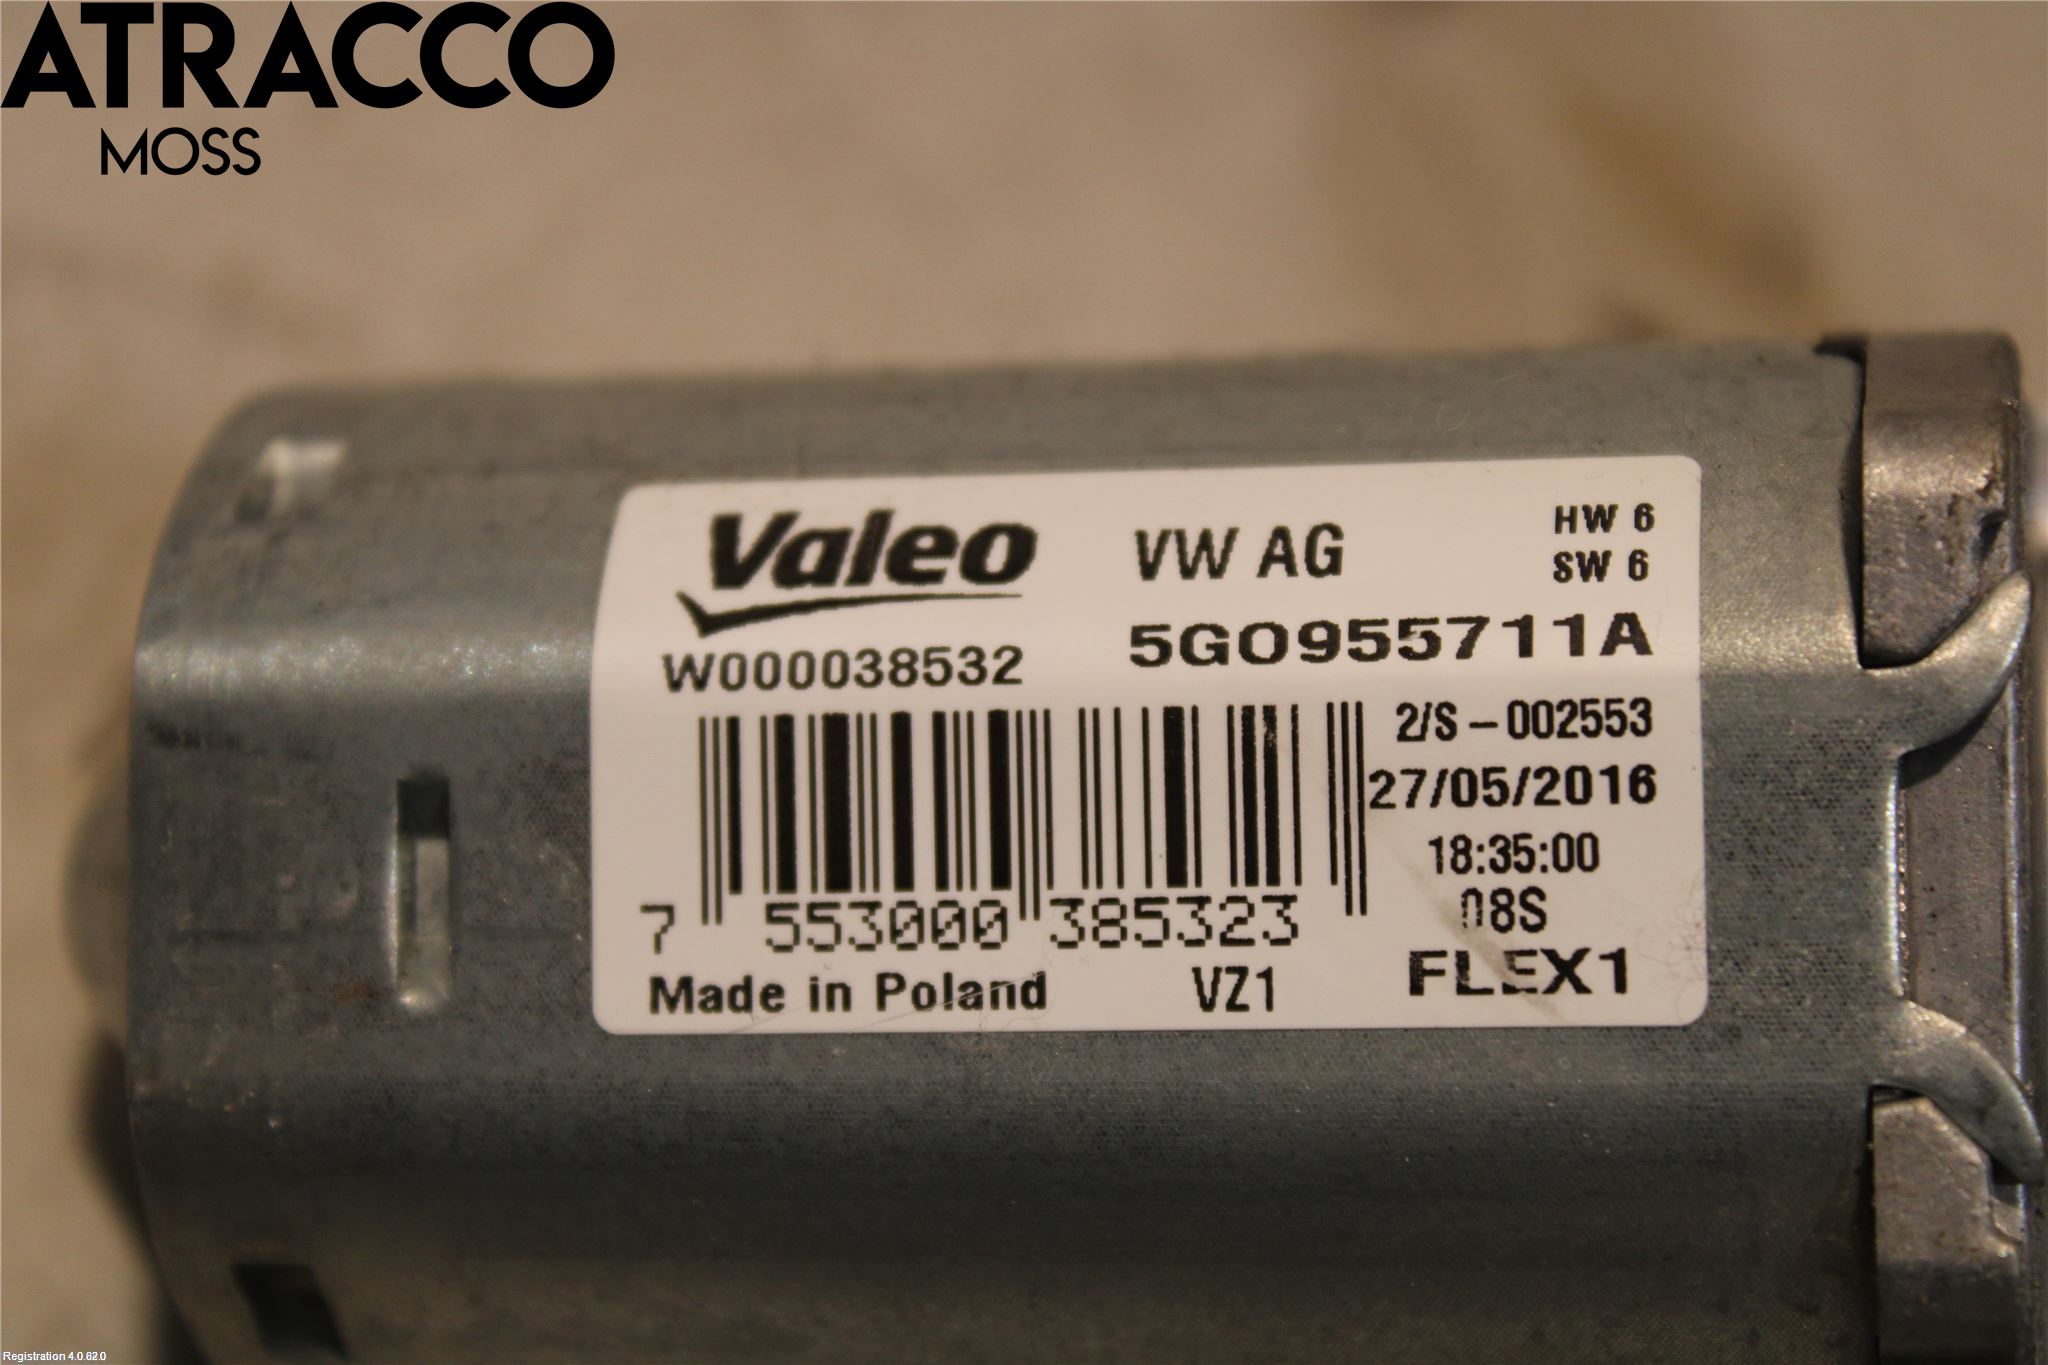 ATRACCO
MOSS
Valeo
VW AG
HW 6
SW 6
W000038532
5G0955711A
2/S-002553
27/05/2016
18:35:00
08S
7 553000 385323
FLEX1
Made in Poland
VZ1
Registration 4.0.62.0